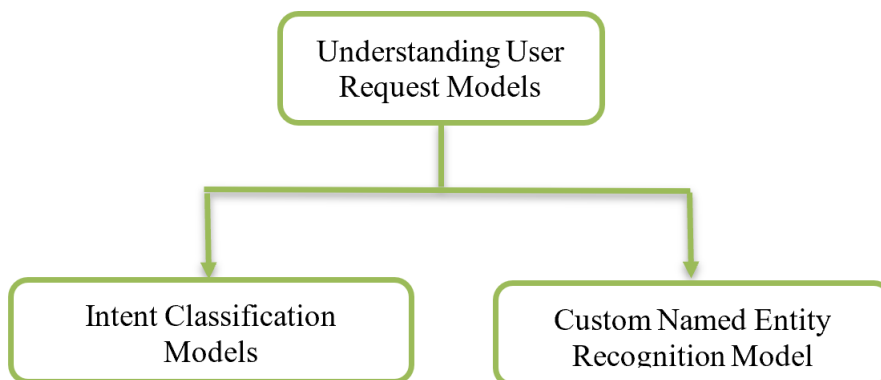 Understanding User
Request Models
Intent Classification
Models
Custom Named Entity
Recognition Model